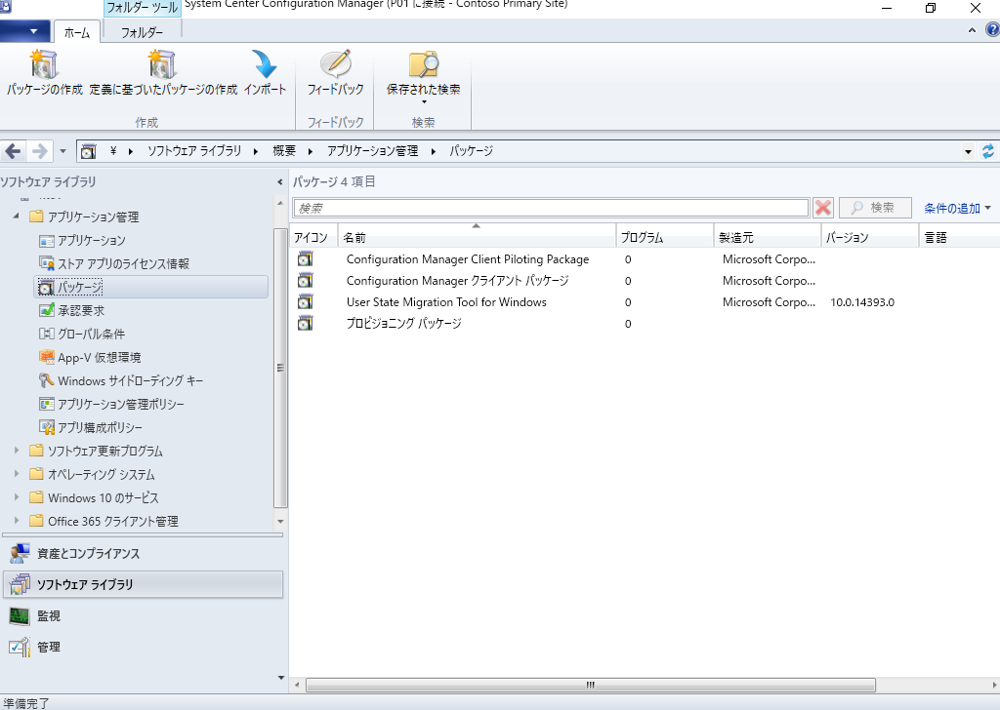 フォルダー ツール
System Center Configuration Manager (P01 に接続 - Contoso Primary Site)
ホーム
フォルダー
パッケージの作成 定義に基づいたパッケージの作成 インポート
フィードバック
保存された検索
作成
フィードバック
検索
¥ ソフトウェア ライブラリ 概要 アプリケーション管理 パッケージ
ソフトウェア ライブラリ
パッケージ 4 項目
検索
検索
条件の追加
アイコン 名前 プログラム 製造元 バージョン 言語
Configuration Manager Client Piloting Package 0 Microsoft Corpo...
Configuration Manager クライアント パッケージ 0 Microsoft Corpo...
User State Migration Tool for Windows 0 Microsoft Corpo... 10.0.14393.0
プロビジョニング パッケージ 0
アプリケーション管理
アプリケーション
ストア アプリのライセンス情報
パッケージ
承認要求
グローバル条件
App-V 仮想環境
Windows サイドローディング キー
アプリケーション管理ポリシー
アプリ構成ポリシー
ソフトウェア更新プログラム
オペレーティング システム
Windows 10 のサービス
Office 365 クライアント管理
資産とコンプライアンス
ソフトウェア ライブラリ
監視
管理
準備完了